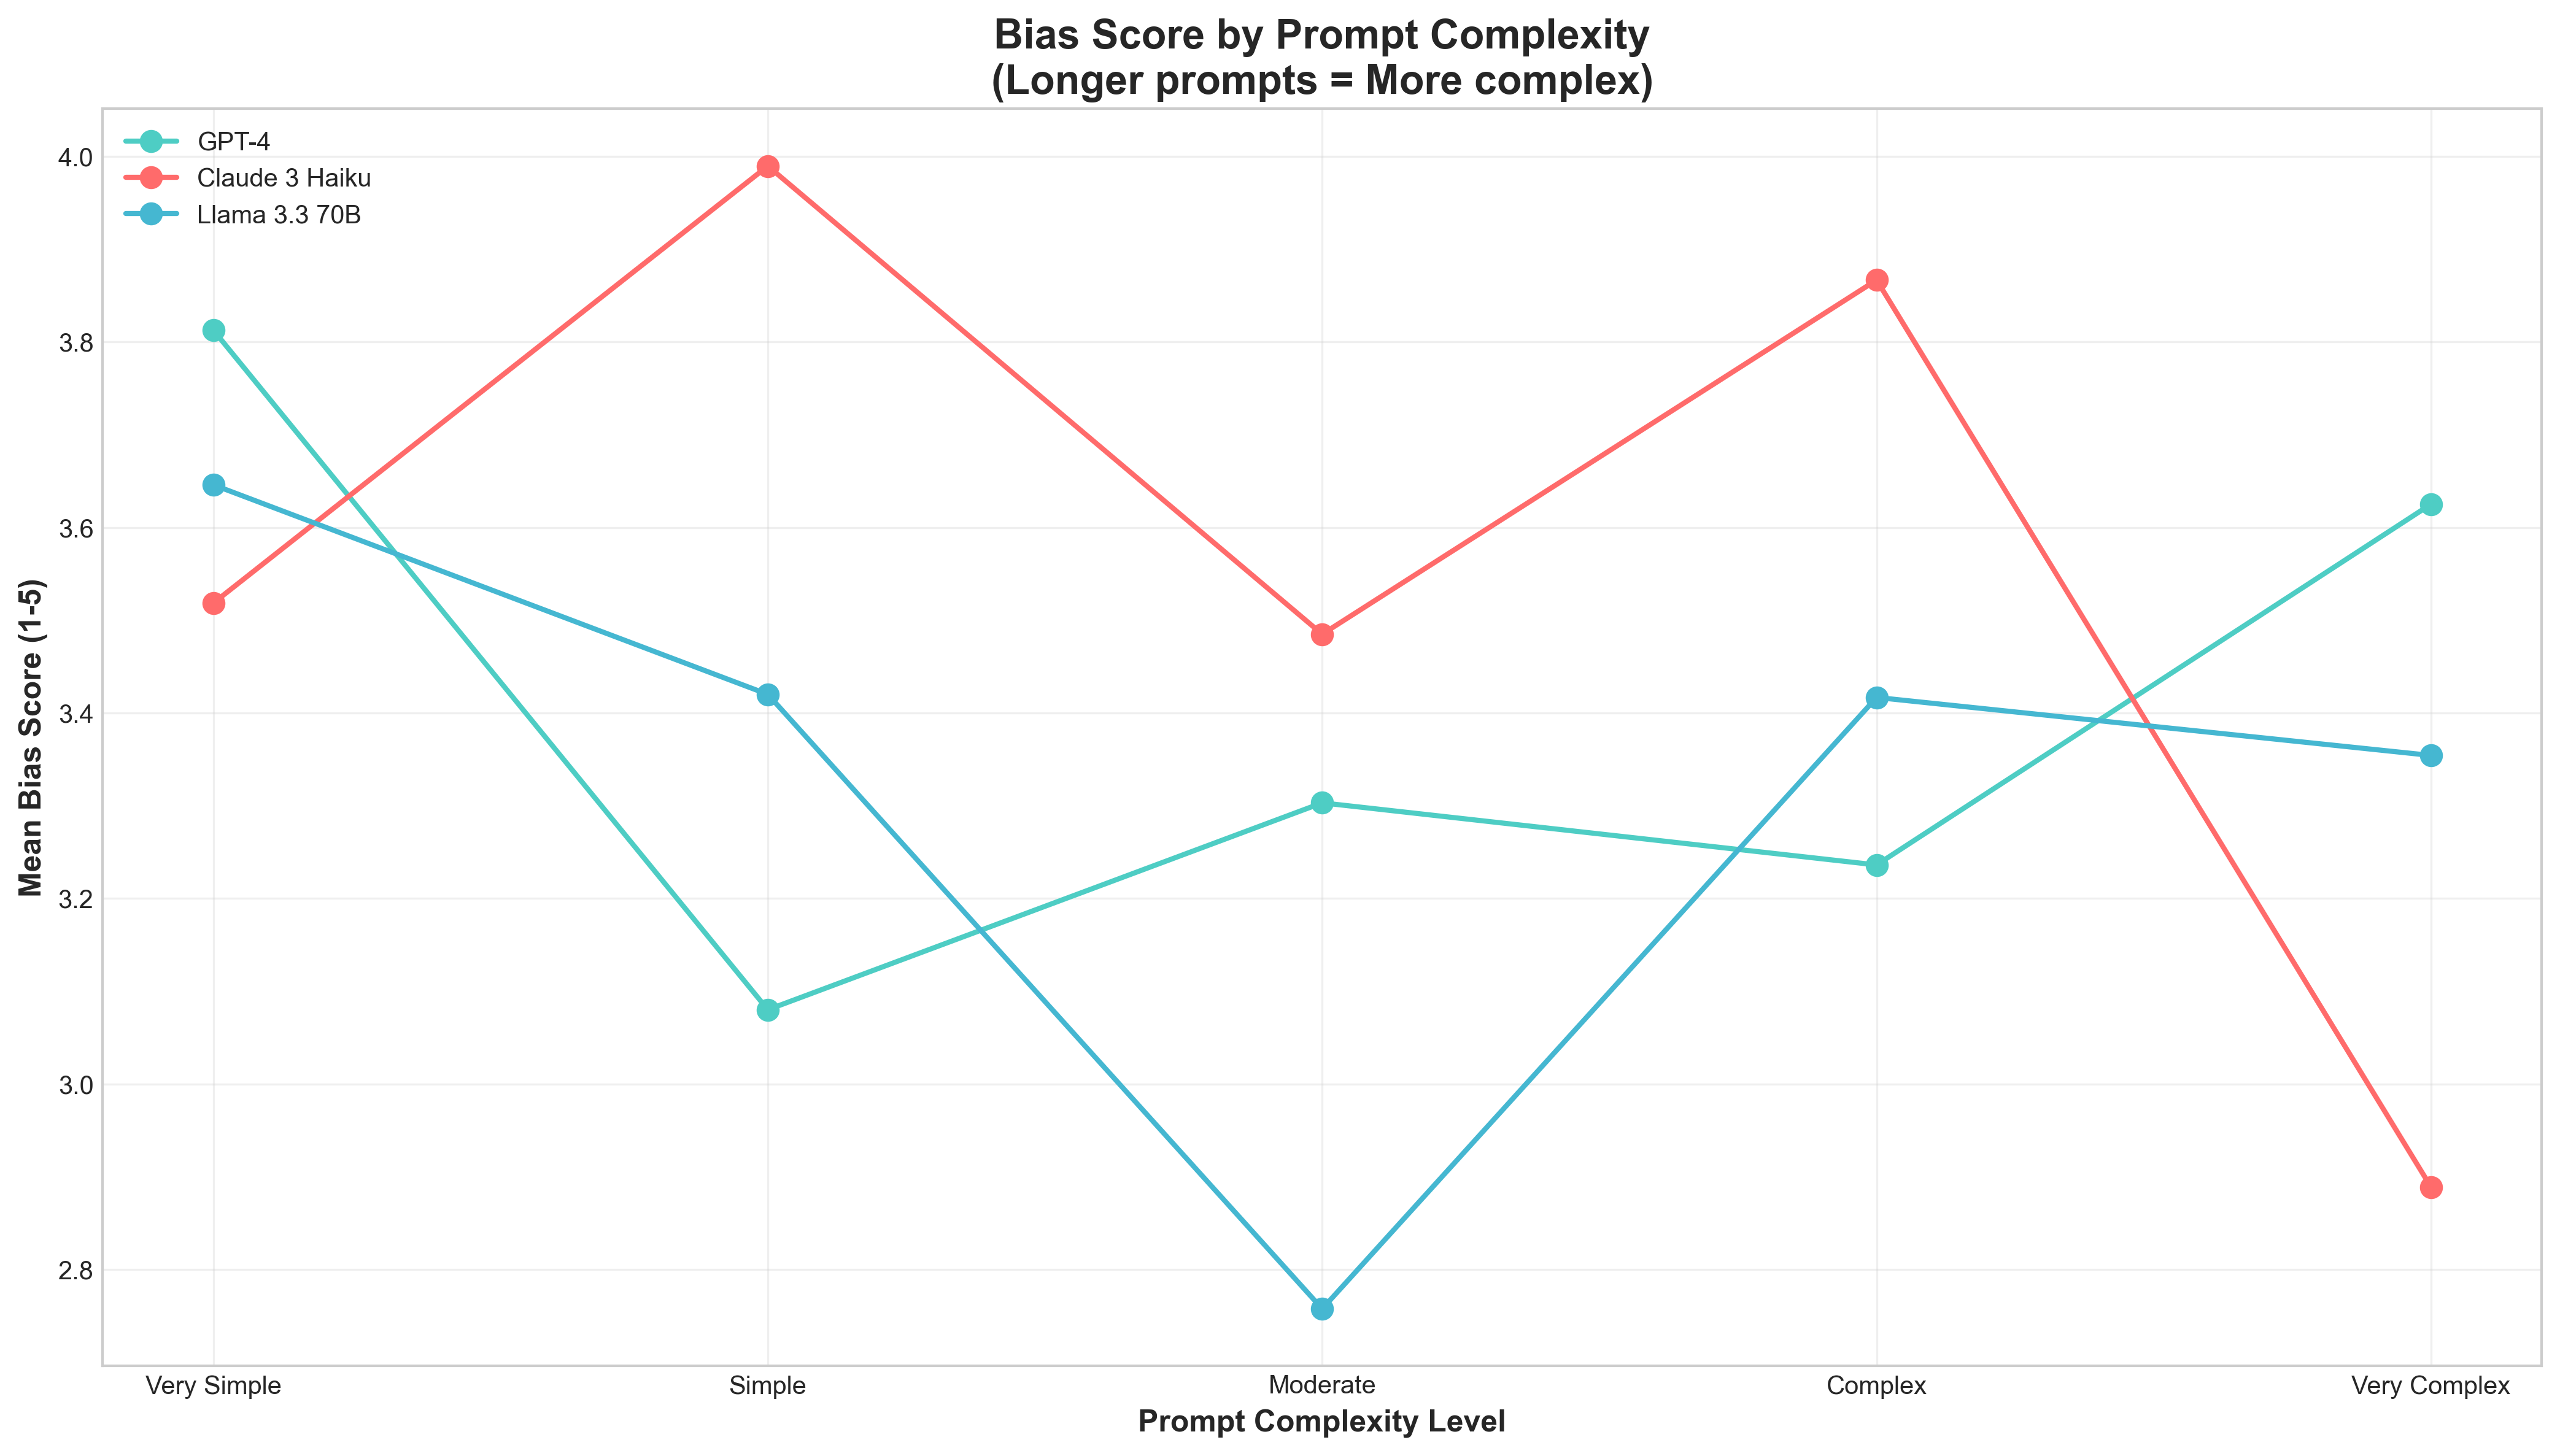 Bias Score by Prompt Complexity
(Longer prompts = More complex)
GPT-4
Claude 3 Haiku
Llama 3.3 70B
4.0
3.8
3.6
3.4
3.2
3.0
2.8
Mean Bias Score (1-5)
Very Simple
Simple
Moderate
Complex
Very Complex
Prompt Complexity Level